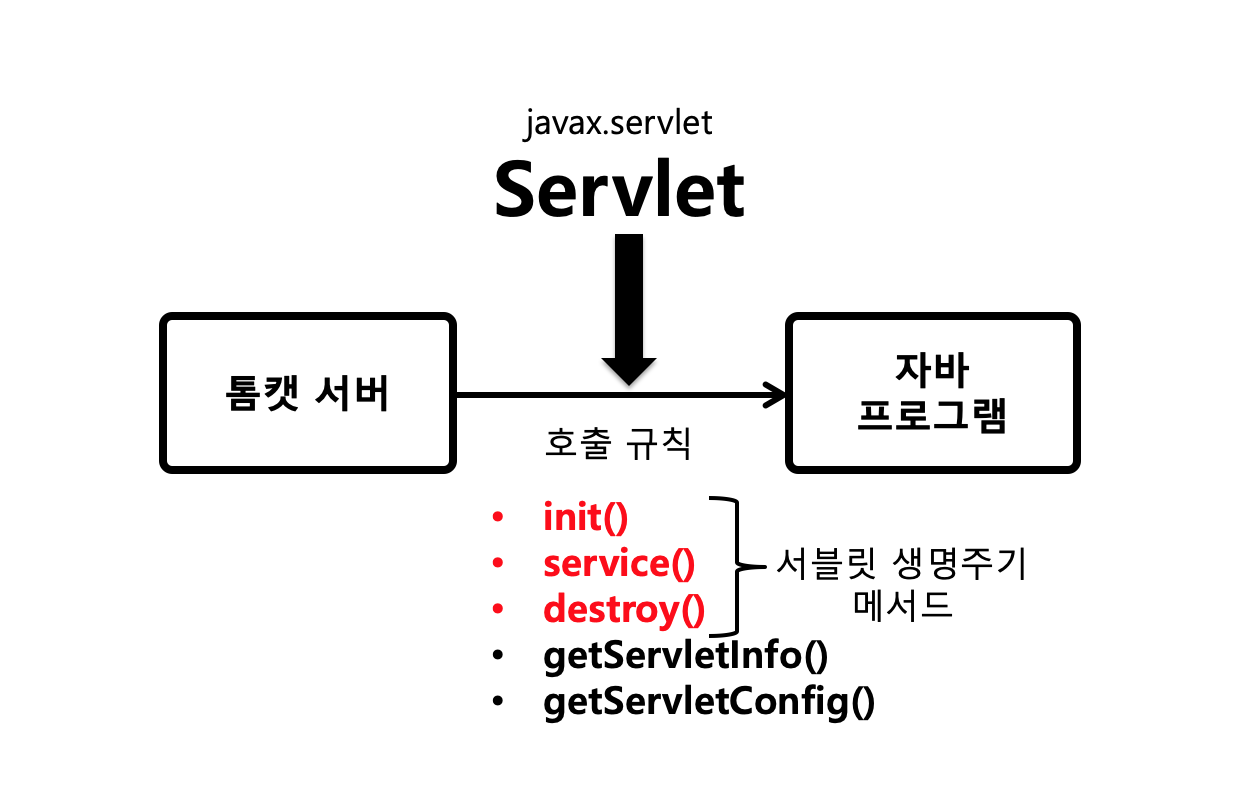 javax.servlet
Servlet
톰캣 서버
자바
프로그램
호출 규칙
• init()
• service()
• destroy()
서블릿 생명주기
메서드
• getServletInfo()
• getServletConfig()